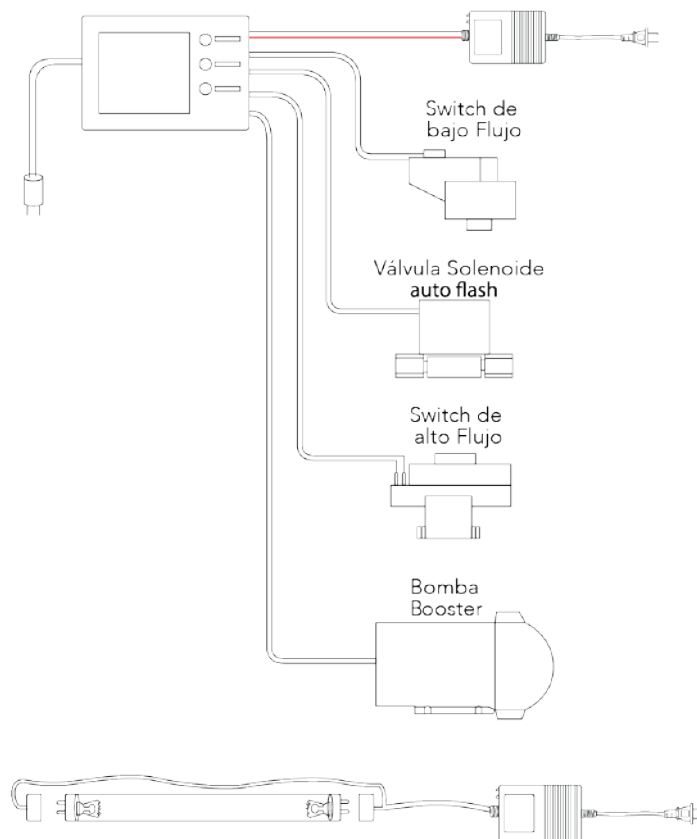 Switch de
bajo Flujo
Válvula Solenoide
auto flash
Switch de
alto Flujo
Bomba
Booster